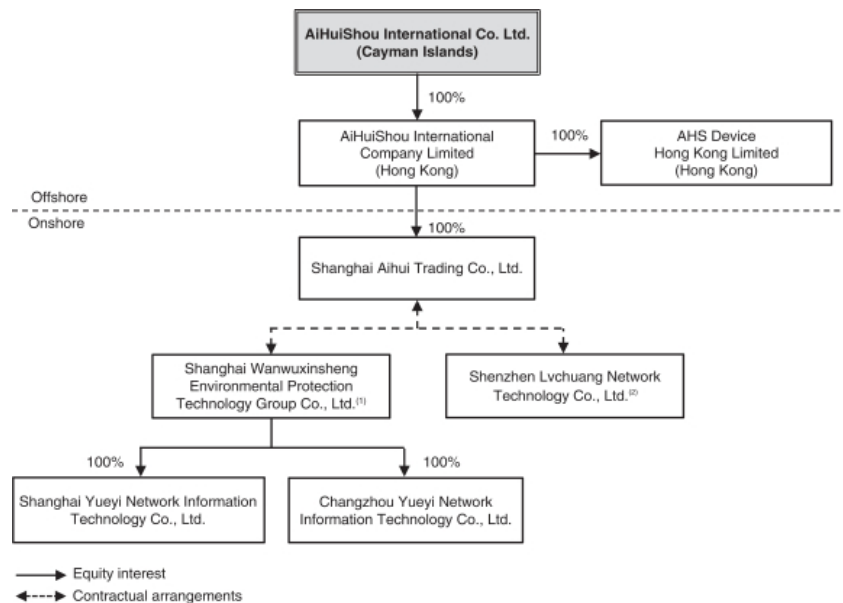 AiHuiShou International Co. Ltd.
(Cayman Islands)
100%
AiHuiShou International
Company Limited
(Hong Kong)
100%
AHS Device
Hong Kong Limited
(Hong Kong)
Offshore
Onshore
100%
Shanghai Aihui Trading Co., Ltd.
Shanghai Wanwuxinsheng
Environmental Protection
Technology Group Co., Ltd.(1)
Shenzhen Lvchuang Network
Technology Co., Ltd.(2)
100%
100%
Shanghai Yueyi Network Information
Technology Co., Ltd.
Changzhou Yueyi Network
Information Technology Co., Ltd.
Equity interest
Contractual arrangements